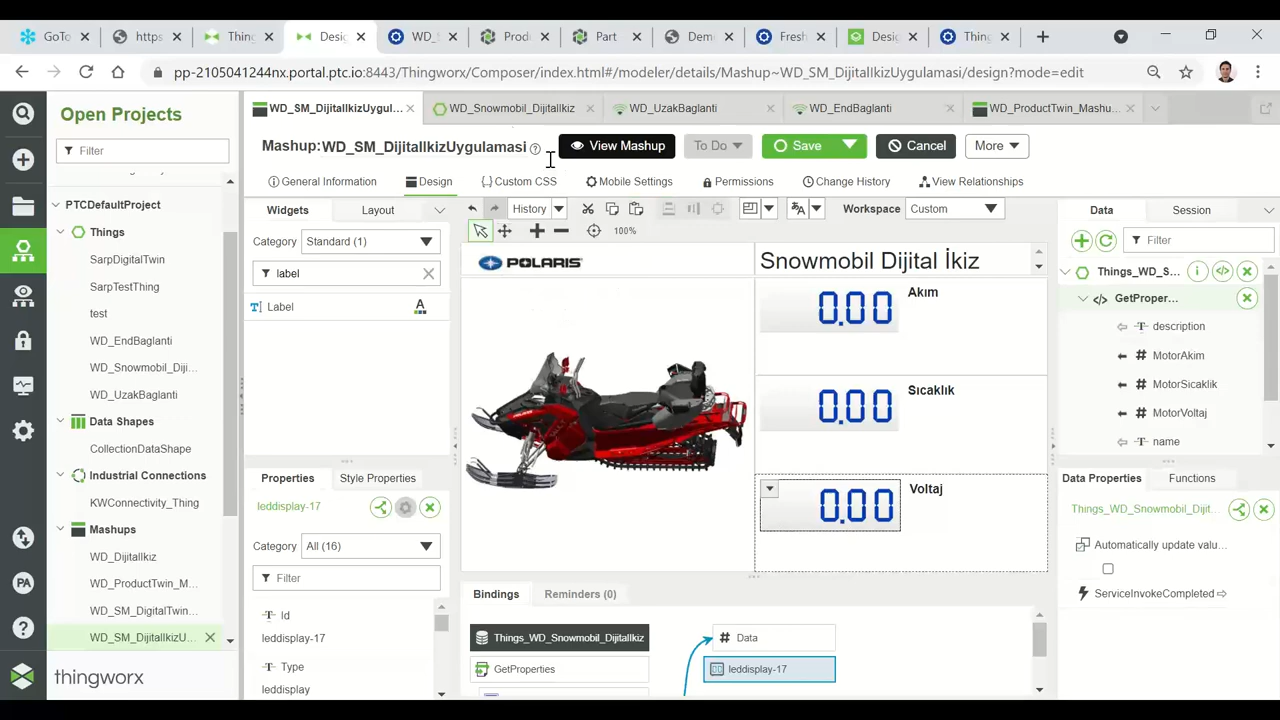 GoTo
https
Thing
Desig
WD_
Produ
Part
Dem
Fresh
Desig
Thing
pp-2105041244nx.portal.ptc.io:8443/Thingworx/Composer/index.html#/modeler/details/Mashup~WD_SM_DijitalIkizUygulamasi/design?mode=edit
Open Projects
Filter
PTCDefaultProject
Things
SarpDigitalTwin
SarpTestThing
test
WD_EndBaglanti
WD_Snowmobil_Diji...
WD_UzakBaglanti
Data Shapes
CollectionDataShape
Industrial Connections
KWConnectivity_Thing
Mashups
WD_DijitalIkiz
WD_ProductTwin_M...
WD_SM_DigitalTwin...
WD_SM_DijitalIkizU...
PA
thingworx
WD_SM_DijitalIkizUygul...
WD_Snowmobil_DijitalIkiz
WD_UzakBaglanti
WD_EndBaglanti
WD_ProductTwin_Mashu...
Mashup:WD_SM_DijitalIkizUygulamasi
View Mashup
To Do
Save
Cancel
More
General Information
Design
Custom CSS
Mobile Settings
Permissions
Change History
View Relationships
Widgets
Layout
History
100%
Workspace
Custom
Category
Standard (1)
label
Label
Properties
Style Properties
leddisplay-17
Category
All (16)
Filter
Id
leddisplay-17
Type
leddisplay
POLARIS
Snowmobil Dijital İkiz
0.00
Akım
0.00
Sıcaklık
0.00
Voltaj
Bindings
Reminders (0)
Things_WD_Snowmobil_DijitalIkiz
GetProperties
Data
leddisplay-17
Data
Session
Filter
Things_WD_S...
GetProper...
description
MotorAkim
MotorSicaklik
MotorVoltaj
name
Data Properties
Functions
Things_WD_Snowmobil_Dijit...
Automatically update valu...
ServiceInvokeCompleted